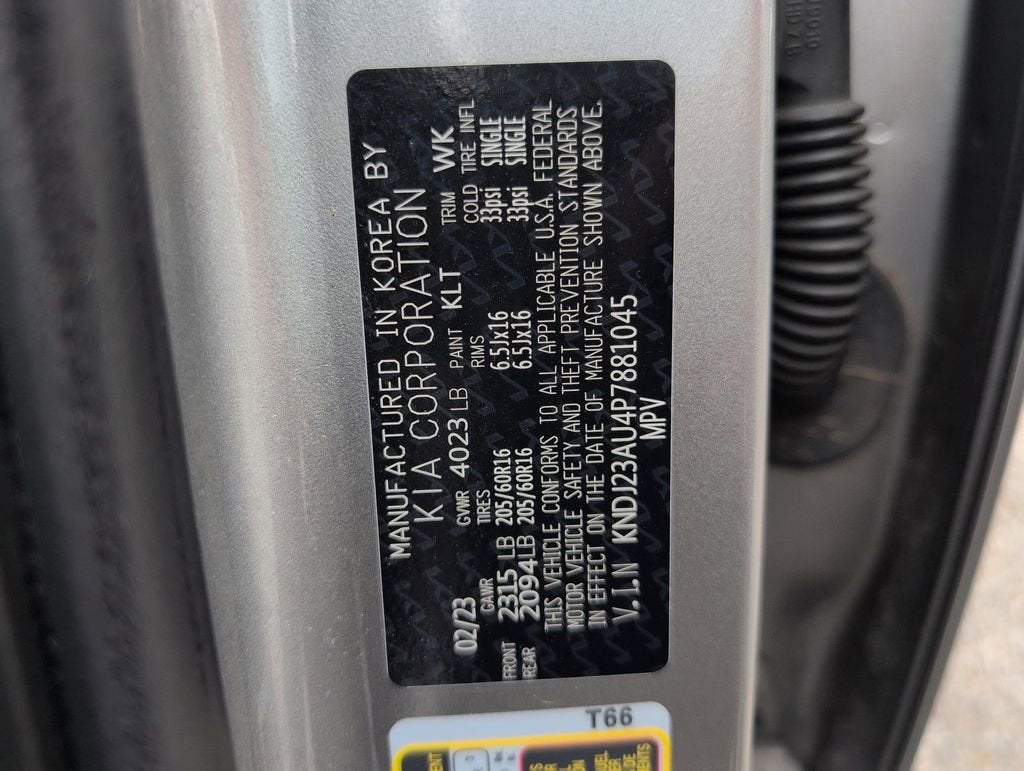 MANUFACTURED IN KOREA BY
KIA CORPORATION
02/23 GVWR 4023 LB PAINT KLT TRIM WK
GAWR TIRES RIMS COLD TIRE INFL
FRONT 2315 LB 205/60R16 6.5Jx16 33psi SINGLE
REAR 2094LB 205/60R16 6.5Jx16 33psi SINGLE
THIS VEHICLE CONFORMS TO ALL APPLICABLE U.S.A. FEDERAL
MOTOR VEHICLE SAFETY AND THEFT PREVENTION STANDARDS
IN EFFECT ON THE DATE OF MANUFACTURE SHOWN ABOVE.
V.I.N KNDJ23AU4P7881045
MPV
T66